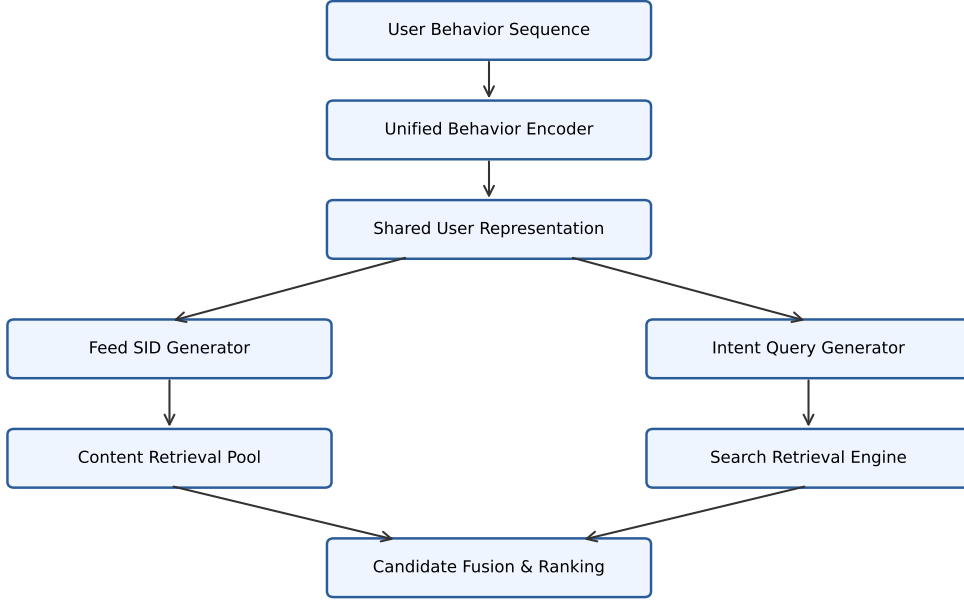 User Behavior Sequence
Unified Behavior Encoder
Shared User Representation
Feed SID Generator
Intent Query Generator
Content Retrieval Pool
Search Retrieval Engine
Candidate Fusion & Ranking